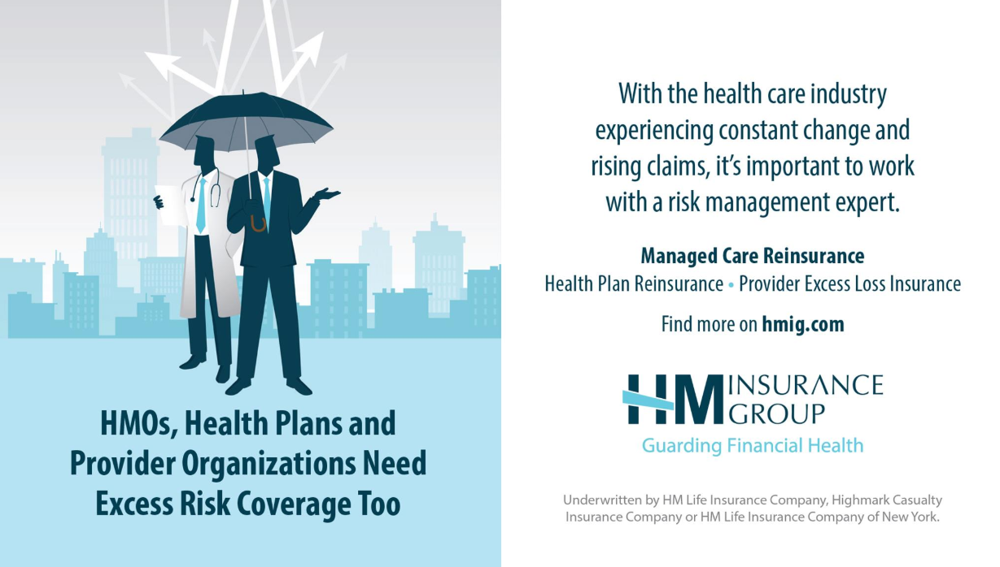 HMOs, Health Plans and
Provider Organizations Need
Excess Risk Coverage Too
With the health care industry
experiencing constant change and
rising claims, it’s important to work
with a risk management expert.
Managed Care Reinsurance
Health Plan Reinsurance • Provider Excess Loss Insurance
Find more on hmig.com
HM INSURANCE
GROUP
Guarding Financial Health
Underwritten by HM Life Insurance Company, Highmark Casualty
Insurance Company or HM Life Insurance Company of New York.